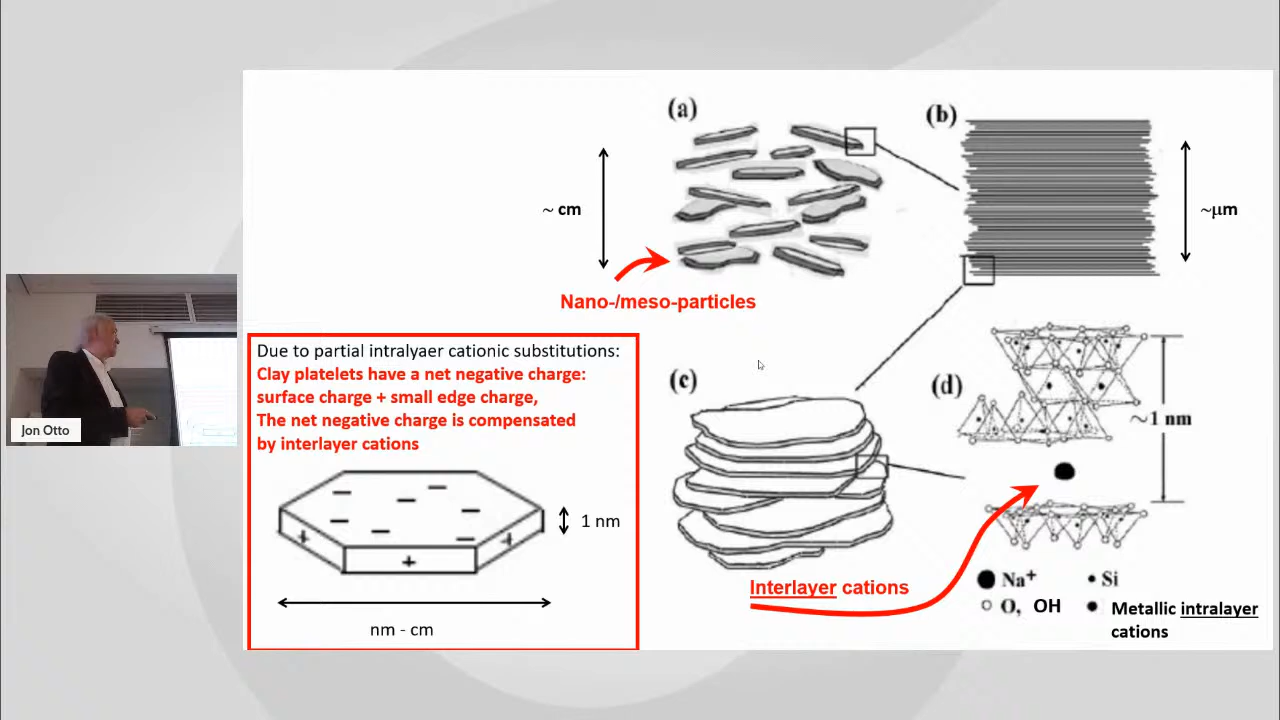 (a)
(b)
~ cm
~μm
Nano-/meso-particles
Due to partial intralyaer cationic substitutions:
Clay platelets have a net negative charge:
surface charge + small edge charge,
The net negative charge is compensated
by interlayer cations
(c)
(d)
~1 nm
Jon Otto
1 nm
nm - cm
Interlayer cations
Na+
Si
O, OH
Metallic intralayer
cations